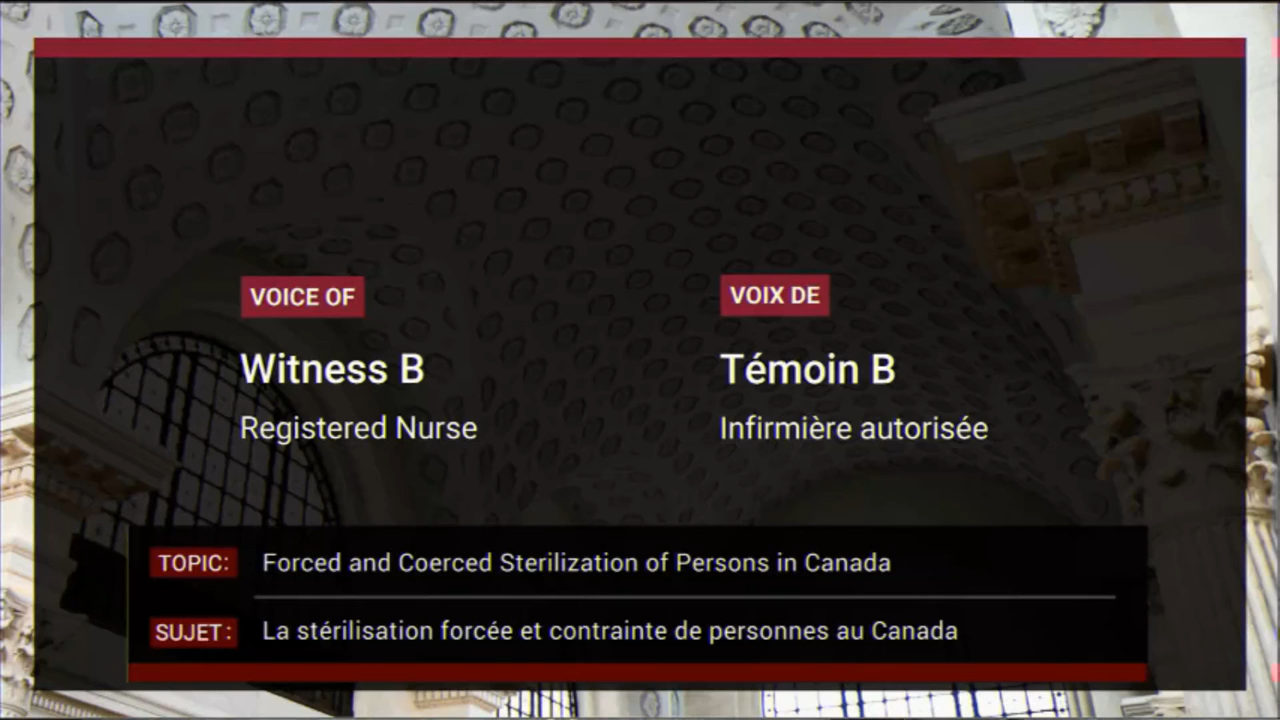 VOICE OF
Witness B
Registered Nurse
VOIX DE
Témoin B
Infirmière autorisée
TOPIC: Forced and Coerced Sterilization of Persons in Canada
SUJET: La stérilisation forcée et contrainte de personnes au Canada